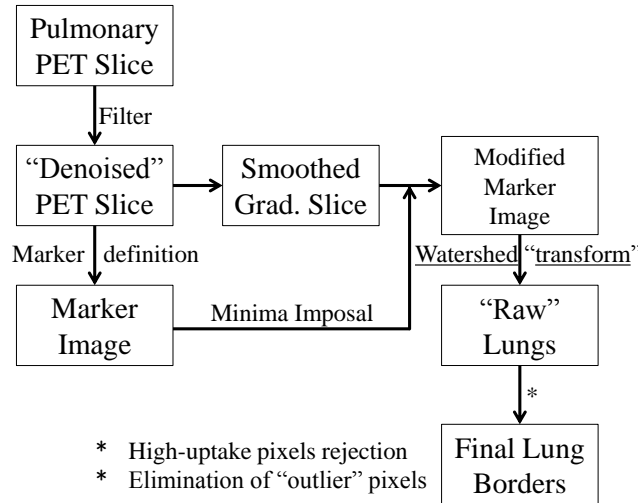 Pulmonary
PET Slice
Filter
“Denoised”
PET Slice
Smoothed
Grad. Slice
Modified
Marker
Image
Marker definition
Watershed “transform”
Marker
Image
Minima Imposal
“Raw”
Lungs
*
* High-uptake pixels rejection
* Elimination of “outlier” pixels
Final Lung
Borders